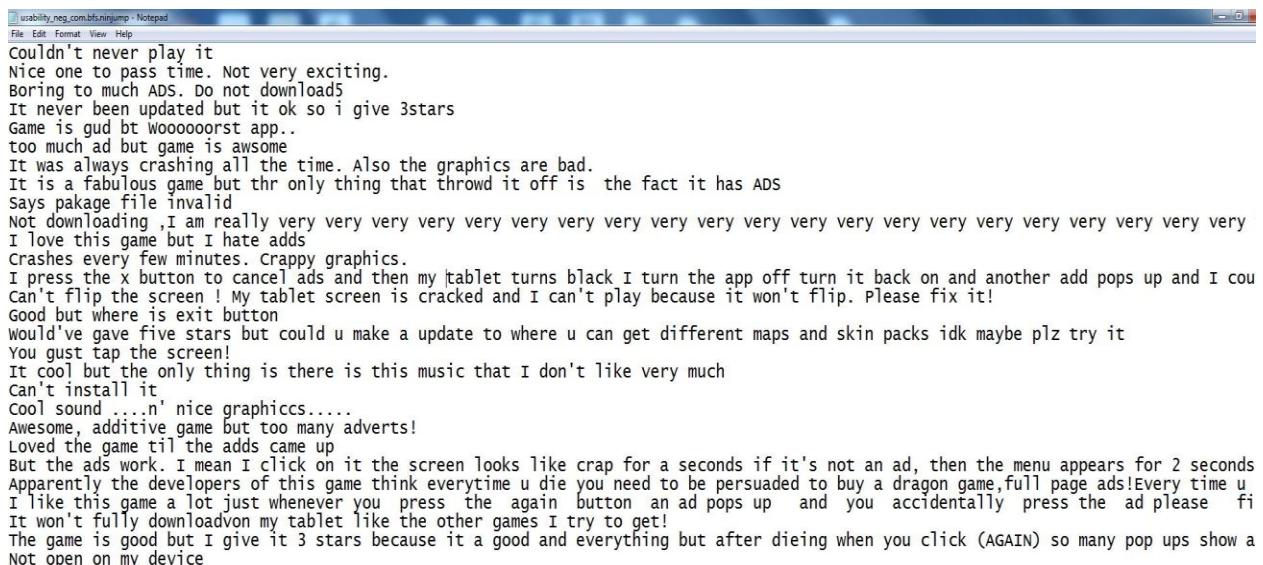 usability_neg_com.bfs.ninjump - Notepad
File Edit Format View Help
Couldn't never play it
Nice one to pass time. Not very exciting.
Boring to much ADS. Do not download5
It never been updated but it ok so i give 3stars
Game is gud bt Woooooorst app..
too much ad but game is awsome
It was always crashing all the time. Also the graphics are bad.
It is a fabulous game but thr only thing that throwd it off is the fact it has ADS
Says pakage file invalid
Not downloading ,I am really very very very very very very very very very very very very very very very very very very very very very
I love this game but I hate adds
Crashes every few minutes. Crappy graphics.
I press the x button to cancel ads and then my tablet turns black I turn the app off turn it back on and another add pops up and I cou
Can't flip the screen ! My tablet screen is cracked and I can't play because it won't flip. Please fix it!
Good but where is exit button
Would've gave five stars but could u make a update to where u can get different maps and skin packs idk maybe plz try it
You gust tap the screen!
It cool but the only thing is there is this music that I don't like very much
Can't install it
Cool sound ....n' nice graphiccs.....
Awesome, additive game but too many adverts!
Loved the game til the adds came up
But the ads work. I mean I click on it the screen looks like crap for a seconds if it's not an ad, then the menu appears for 2 seconds
Apparently the developers of this game think everytime u die you need to be persuaded to buy a dragon game,full page ads!Every time u
I like this game a lot just whenever you press the again button an ad pops up and you accidentally press the ad please fi
It won't fully downloadvon my tablet like the other games I try to get!
The game is good but I give it 3 stars because it a good and everything but after dieing when you click (AGAIN) so many pop ups show a
Not open on my device